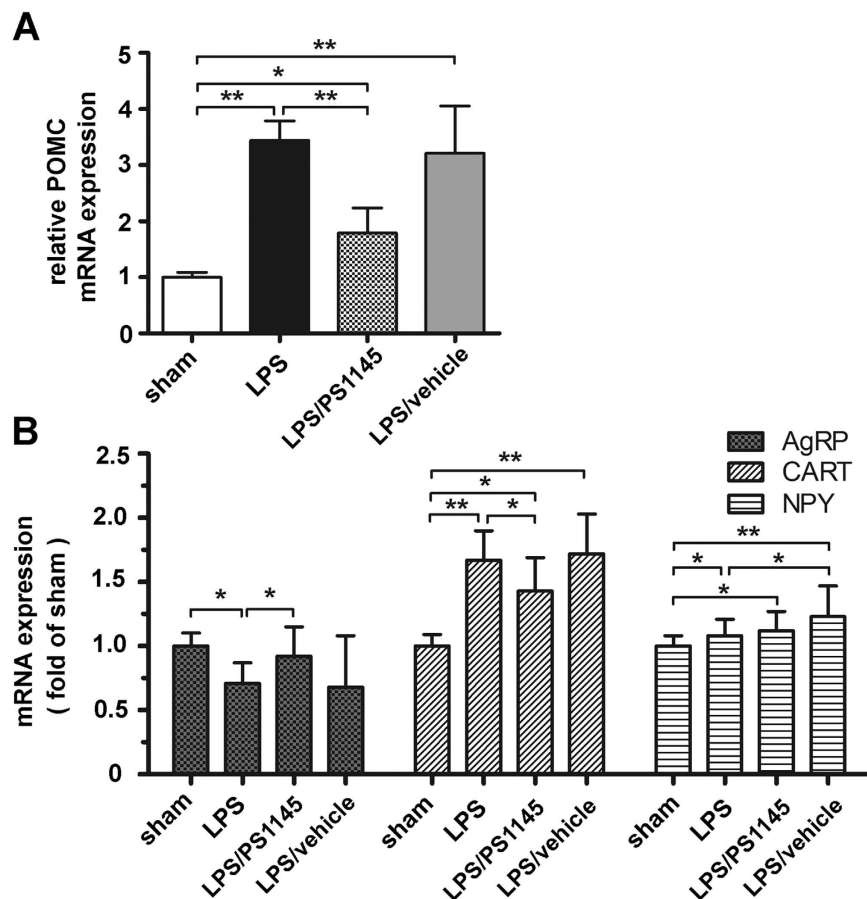 A
relative POMC
mRNA expression
5
4
3
2
1
0
**
*
** **
sham
LPS
LPS/PS1145
LPS/vehicle
B
mRNA expression
( fold of sham )
2.5
2.0
1.5
1.0
0.5
0
AgRP
CART
NPY
* *
**
*
** *
**
* *
*
sham
LPS
LPS/PS1145
LPS/vehicle
sham
LPS
LPS/PS1145
LPS/vehicle
sham
LPS
LPS/PS1145
LPS/vehicle